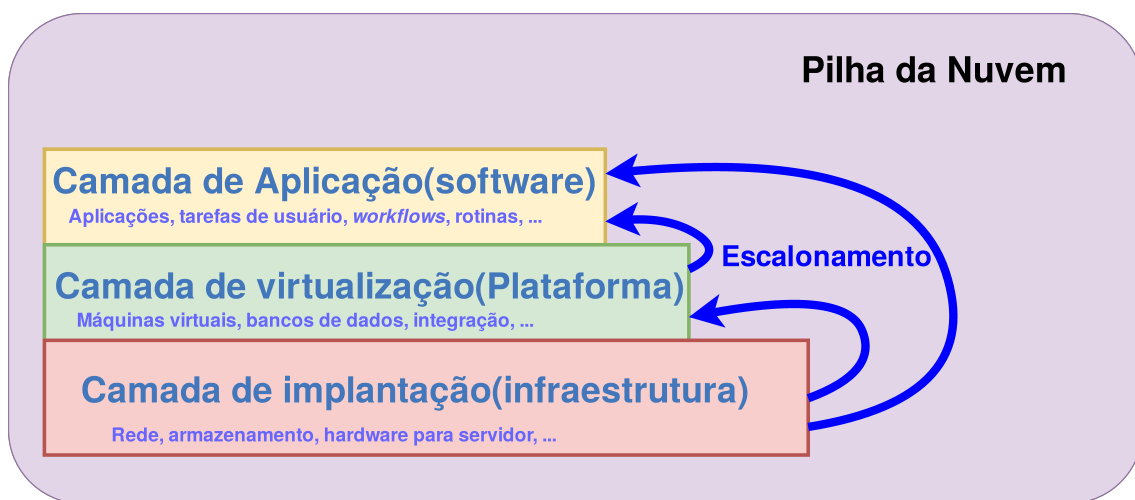 Pilha da Nuvem
Camada de Aplicação(software)
Aplicações, tarefas de usuário, workflows, rotinas, ...
Escalonamento
Camada de virtualização(Plataforma)
Máquinas virtuais, bancos de dados, integração, ...
Camada de implantação(infraestrutura)
Rede, armazenamento, hardware para servidor, ...